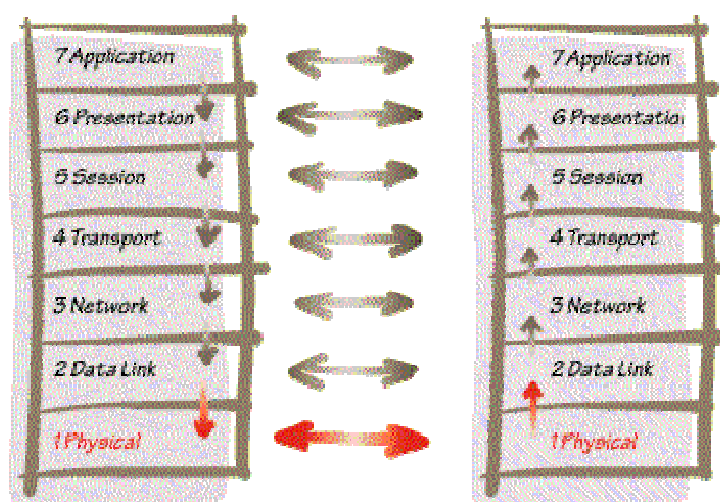 7 Application
6 Presentation
5 Session
4 Transport
3 Network
2 Data Link
1 Physical
7 Application
6 Presentatio
5 Session
4 Transport
3 Network
2 Data Link
1 Physical